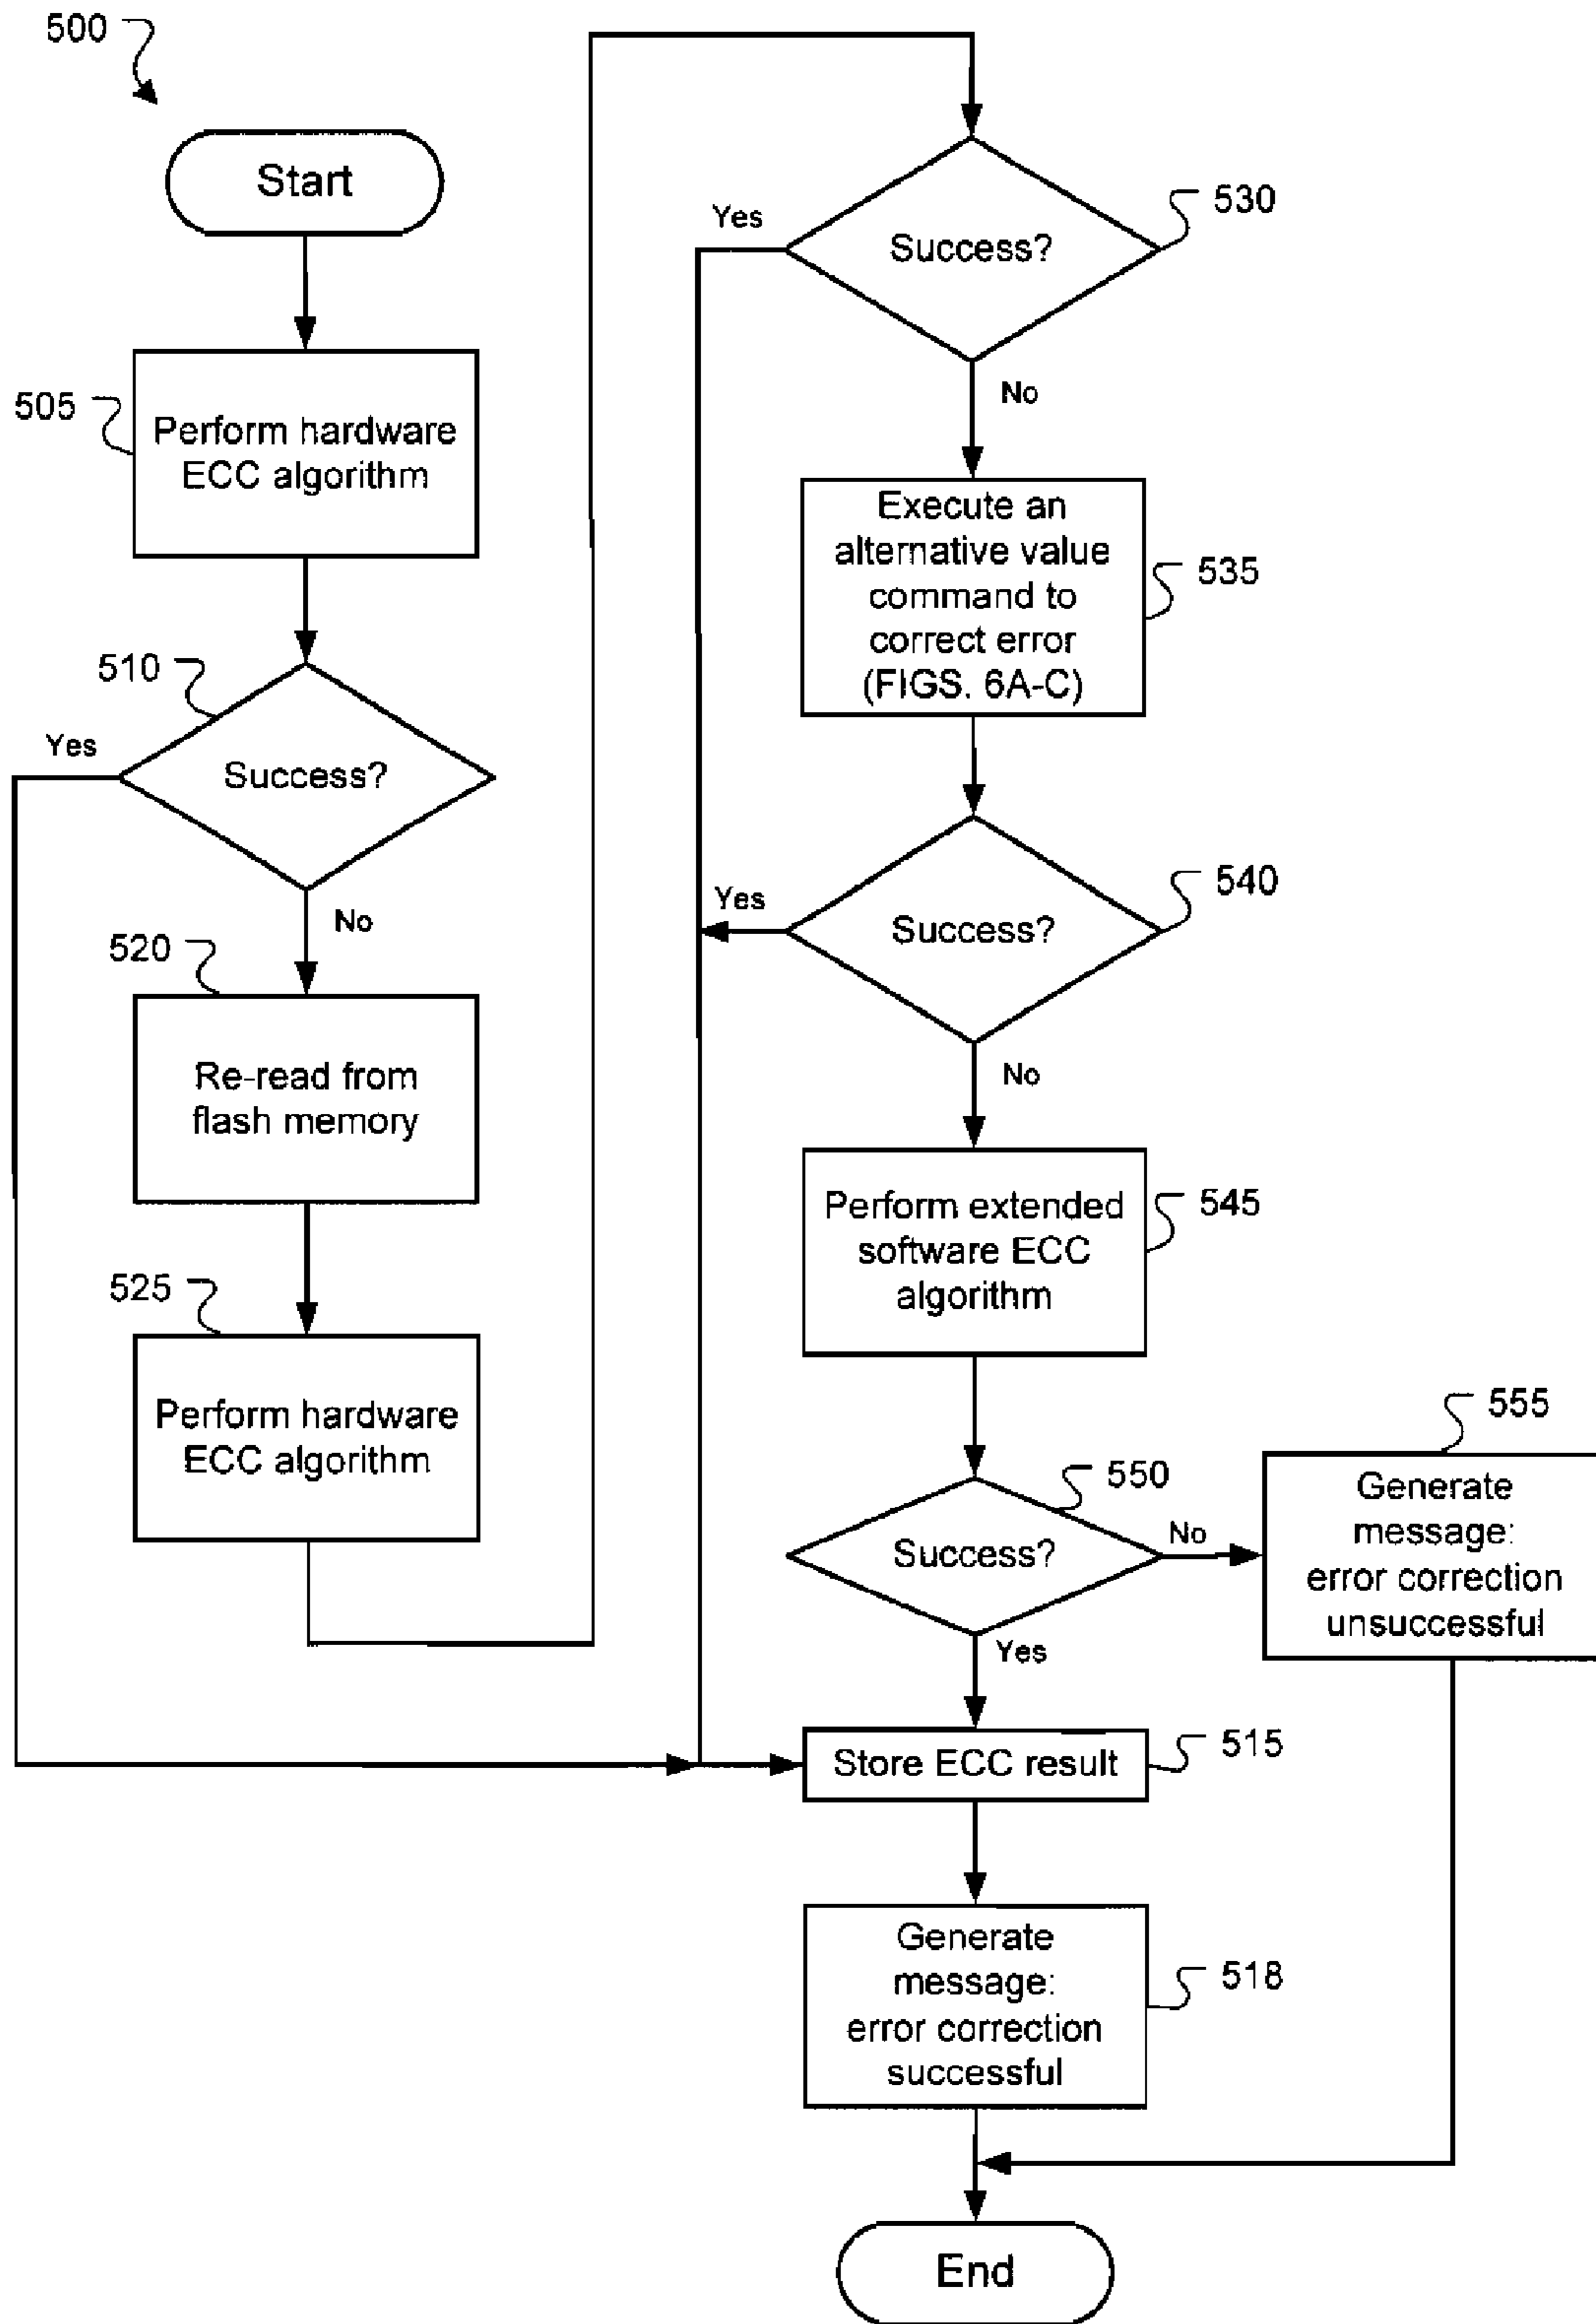 500
Start
505
Perform hardware
ECC algorithm
510
Yes
Success?
No
520
Re-read from
flash memory
525
Perform hardware
ECC algorithm
530
Yes
Success?
No
Execute an
alternative value
command to
correct error
(FIGS. 6A-C)
535
540
Yes
Success?
No
Perform extended
software ECC
algorithm
545
550
Success?
No
Yes
555
Generate
message:
error correction
unsuccessful
Store ECC result
515
Generate
message:
error correction
successful
518
End